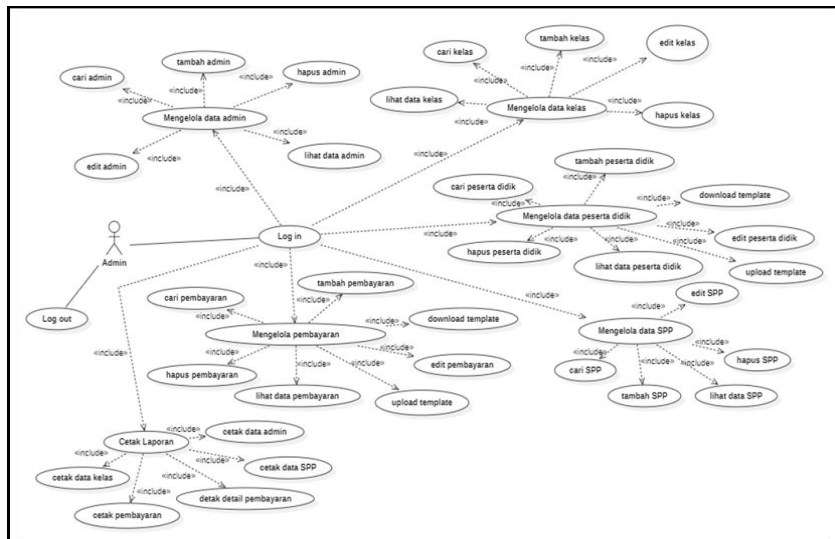 tambah kelas
edit kelas
cari kelas
<include>
<include>
<include>
tambah admin
hapus admin
cari admin
<include>
<include>
<include>
lihat data kelas
<include>
Mengelola data kelas
<include>
hapus kelas
Mengelola data admin
<include>
<include>
<include>
edit admin
lihat data admin
<include>
<include>
tambah peserta didik
<include>
cari peserta didik
download template
<include>
<include>
Mengelola data peserta didik
<include>
<include>
edit peserta didik
Log in
<include>
hapus peserta didik
<include>
<include>
<include>
lihat data peserta didik
upload template
Admin
<include>
tambah pembayaran
cari pembayaran
<include>
<include>
edit SPP
<include>
<include>
download template
Log out
<include>
Mengelola pembayaran
Mengelola data SPP
<include>
<include>
<include>
edit pembayaran
hapus pembayaran
<include>
<include>
<include>
<include>
hapus SPP
cari SPP
<include>
lihat data pembayaran
upload template
tambah SPP
lihat data SPP
<include>
cetak data admin
Cetak Laporan
<include>
<include>
cetak data SPP
cetak data kelas
<include>
<include>
detak detail pembayaran
cetak pembayaran